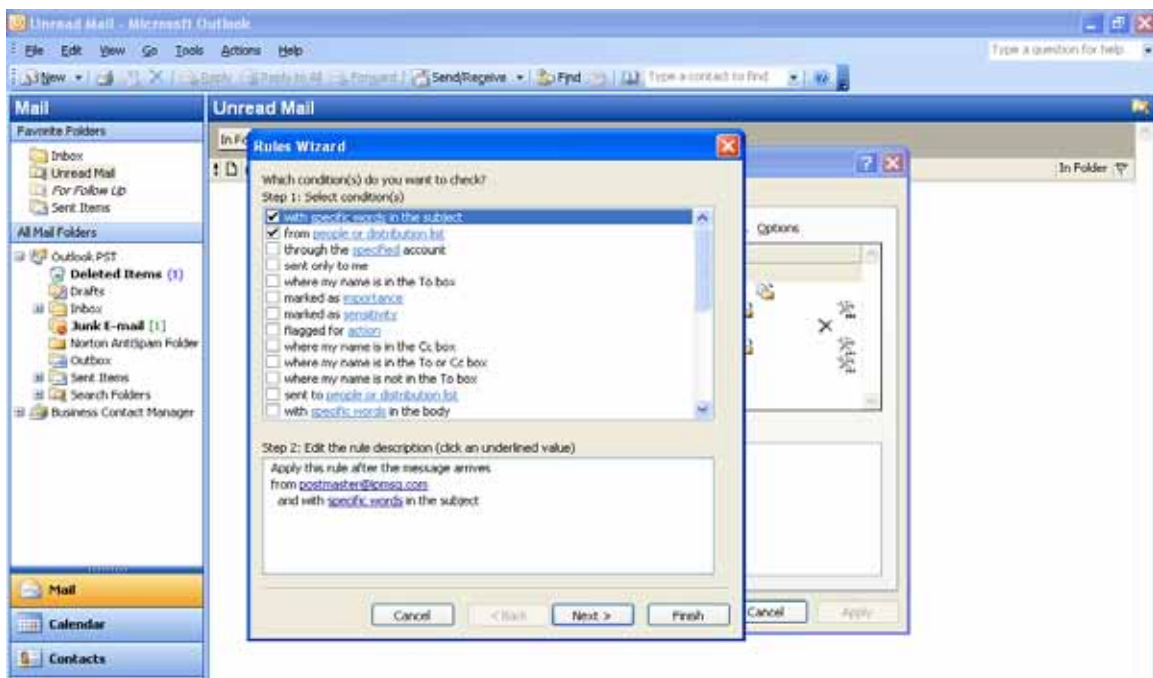 Unread Mail - Microsoft Outlook
File Edit View Go Tools Actions Help
Type a question for help
New Reply Reply to All Forward Send/Receive Find Type a contact to find
Mail
Unread Mail
Favorite Folders
Inbox
Unread Mail
For Follow Up
Sent Items
All Mail Folders
Outlook PST
Deleted Items (1)
Drafts
Inbox
Junk E-mail [1]
Norton AntiSpam Folder
Outbox
Sent Items
Search Folders
Business Contact Manager
Mail
Calendar
Contacts
In Folder
Options
Rules Wizard
Which condition(s) do you want to check?
Step 1: Select condition(s)
with specific words in the subject
from people or distribution list
through the specified account
sent only to me
where my name is in the To box
marked as importance
marked as sensitivity
flagged for action
where my name is in the Cc box
where my name is in the To or Cc box
where my name is not in the To box
sent to people or distribution list
with specific words in the body
Step 2: Edit the rule description (click an underlined value)
Apply this rule after the message arrives
from postmaster@ipmsg.com
and with specific words in the subject
Cancel < Back Next > Finish
Cancel Apply